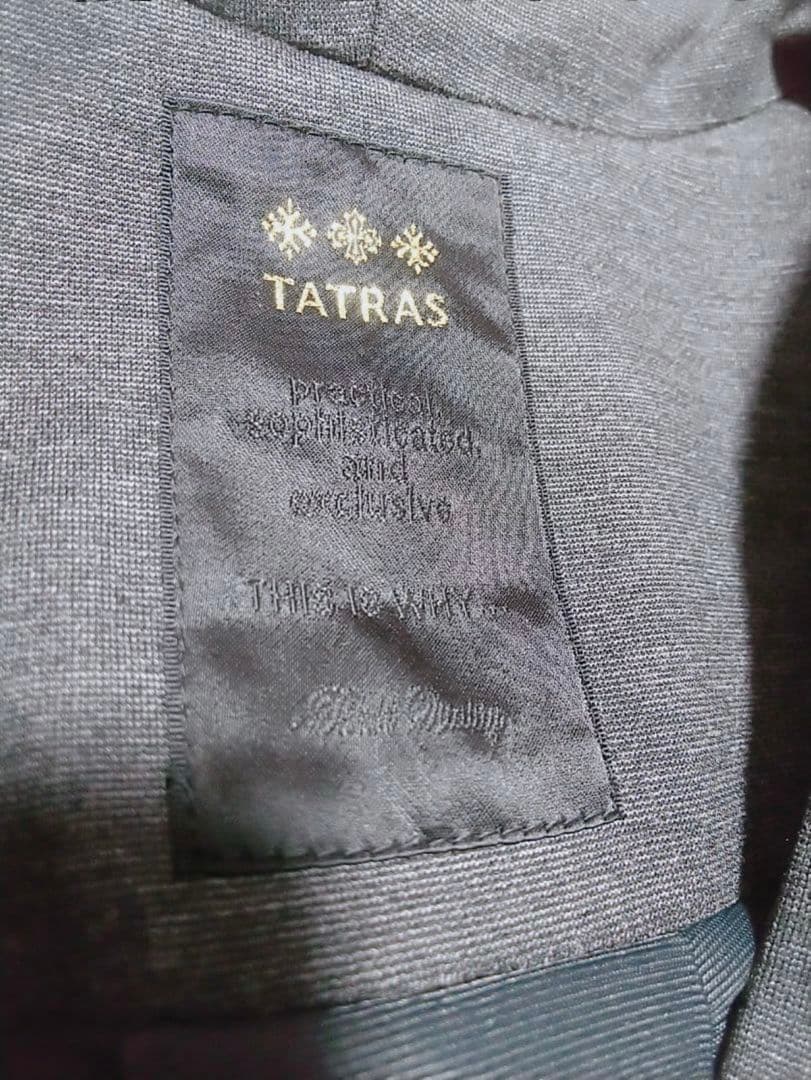 TATRAS
practical,
sophisticated,
and
exclusive
THIS IS WHY...